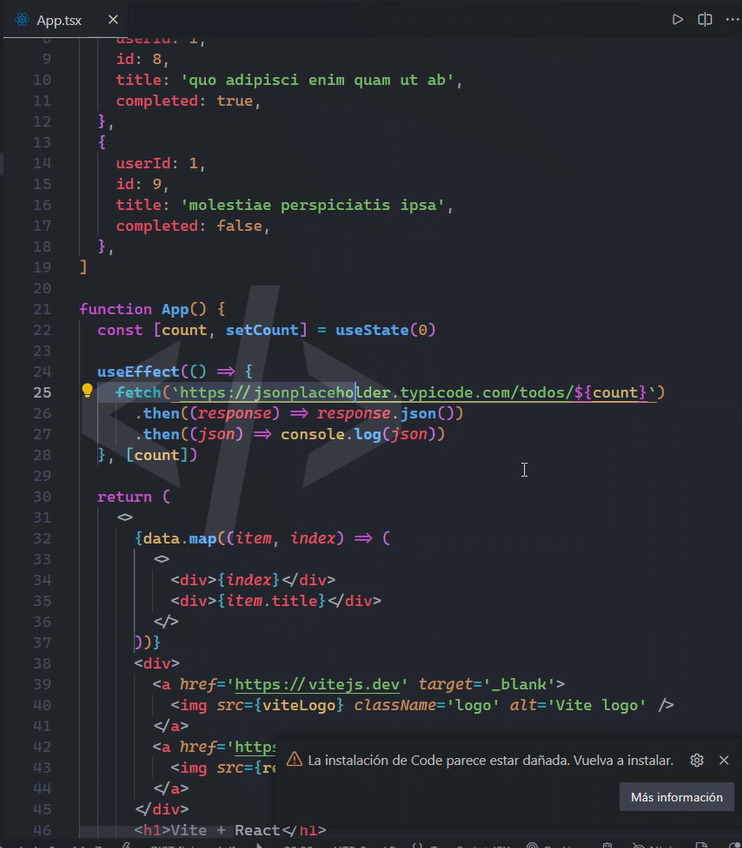 App.tsx
8 userId: 1,
9 id: 8,
10 title: 'quo adipisci enim quam ut ab',
11 completed: true,
12 },
13 {
14 userId: 1,
15 id: 9,
16 title: 'molestiae perspiciatis ipsa',
17 completed: false,
18 },
19 ]
20
21 function App() {
22 const [count, setCount] = useState(0)
23
24 useEffect(() => {
25 fetch(`https://jsonplaceholder.typicode.com/todos/${count}`)
26 .then((response) => response.json())
27 .then((json) => console.log(json))
28 }, [count])
29
30 return (
31 <>
32 {data.map((item, index) => (
33 <>
34 <div>{index}</div>
35 <div>{item.title}</div>
36 </>
37 ))}
38 <div>
39 <a href='https://vitejs.dev' target='_blank'>
40 <img src={viteLogo} className='logo' alt='Vite logo' />
41 </a>
42 <a href='https
43 <img src={re
44 </a>
45 </div>
46 <h1>Vite + React</h1>
La instalación de Code parece estar dañada. Vuelva a instalar.
Más información